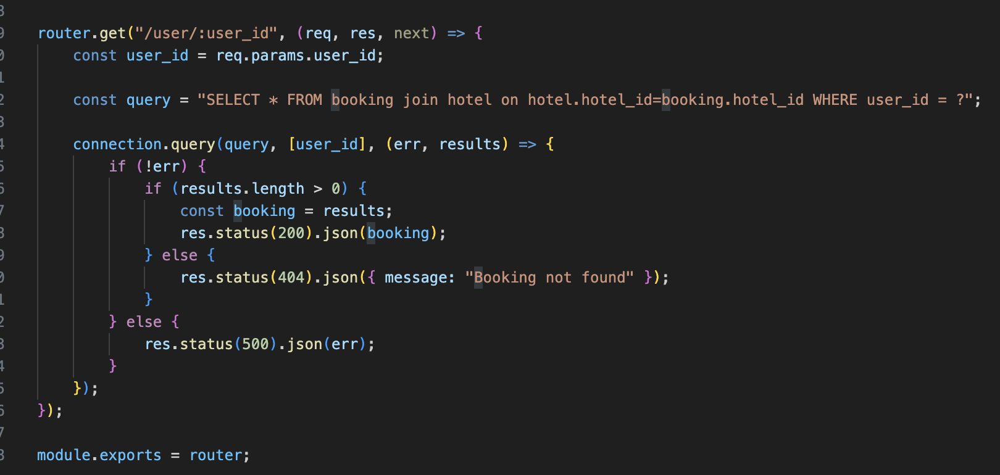 router.get("/user/:user_id", (req, res, next) => {
const user_id = req.params.user_id;
const query = "SELECT * FROM booking join hotel on hotel.hotel_id=booking.hotel_id WHERE user_id = ?";
connection.query(query, [user_id], (err, results) => {
if (!err) {
if (results.length > 0) {
const booking = results;
res.status(200).json(booking);
} else {
res.status(404).json({ message: "Booking not found" });
}
} else {
res.status(500).json(err);
}
});
});
module.exports = router;